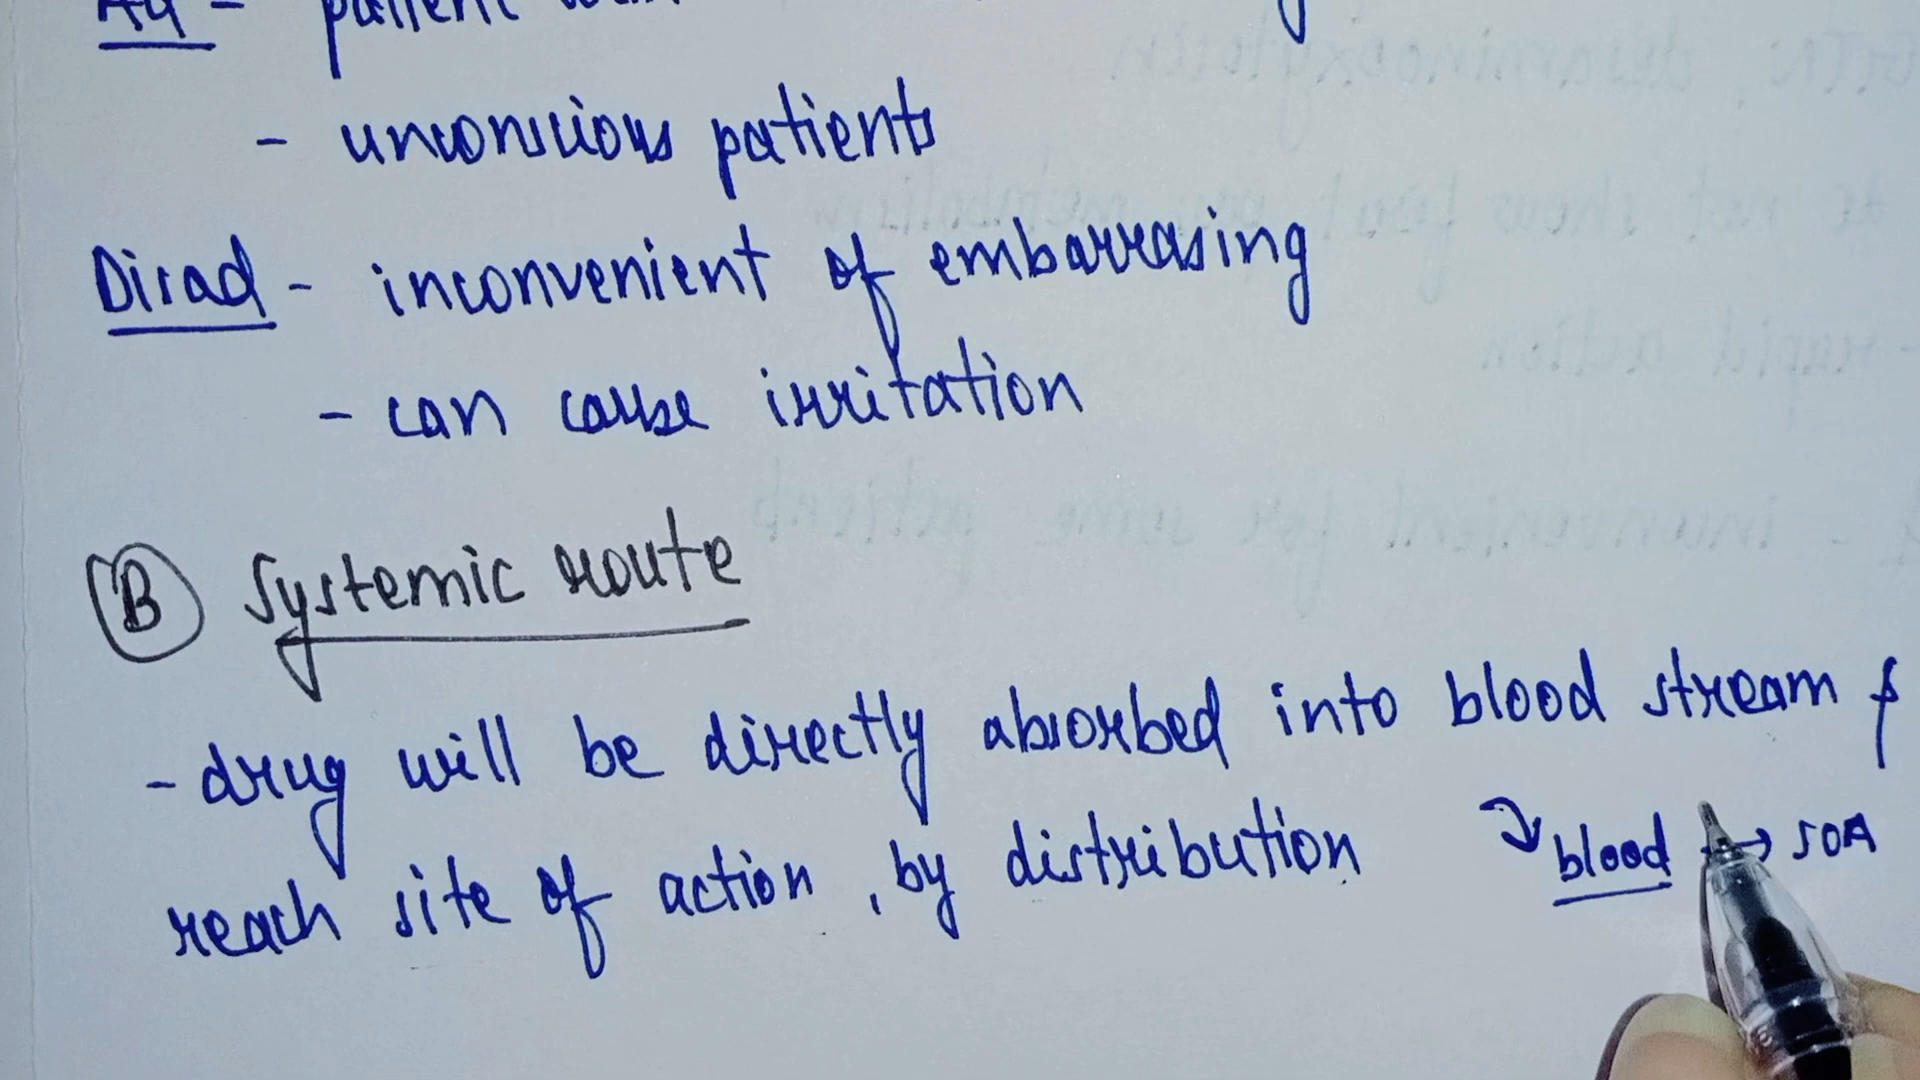 - patient
- unconscious patients
Disad - inconvenient of embarrasing
- can cause irritation
B Systemic route
- drug will be directly absorbed into blood stream &
reach site of action, by distribution blood → SOA